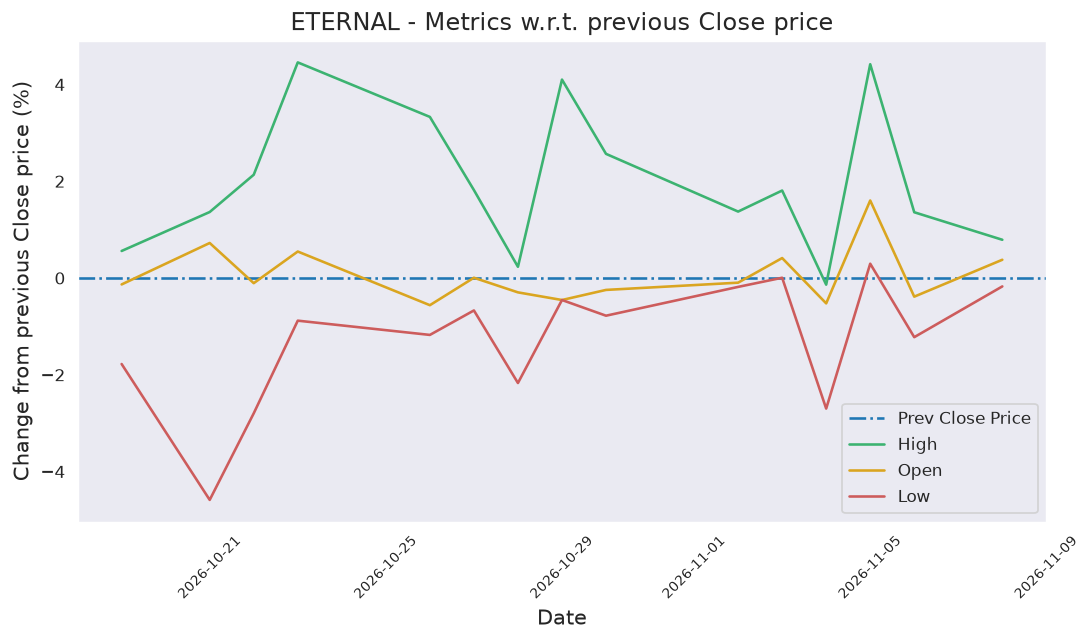 ETERNAL - Metrics w.r.t. previous Close price
Change from previous Close price (%)
4
2
0
−2
−4
Prev Close Price
High
Open
Low
2026-10-21
2026-10-25
2026-10-29
2026-11-01
2026-11-05
2026-11-09
Date